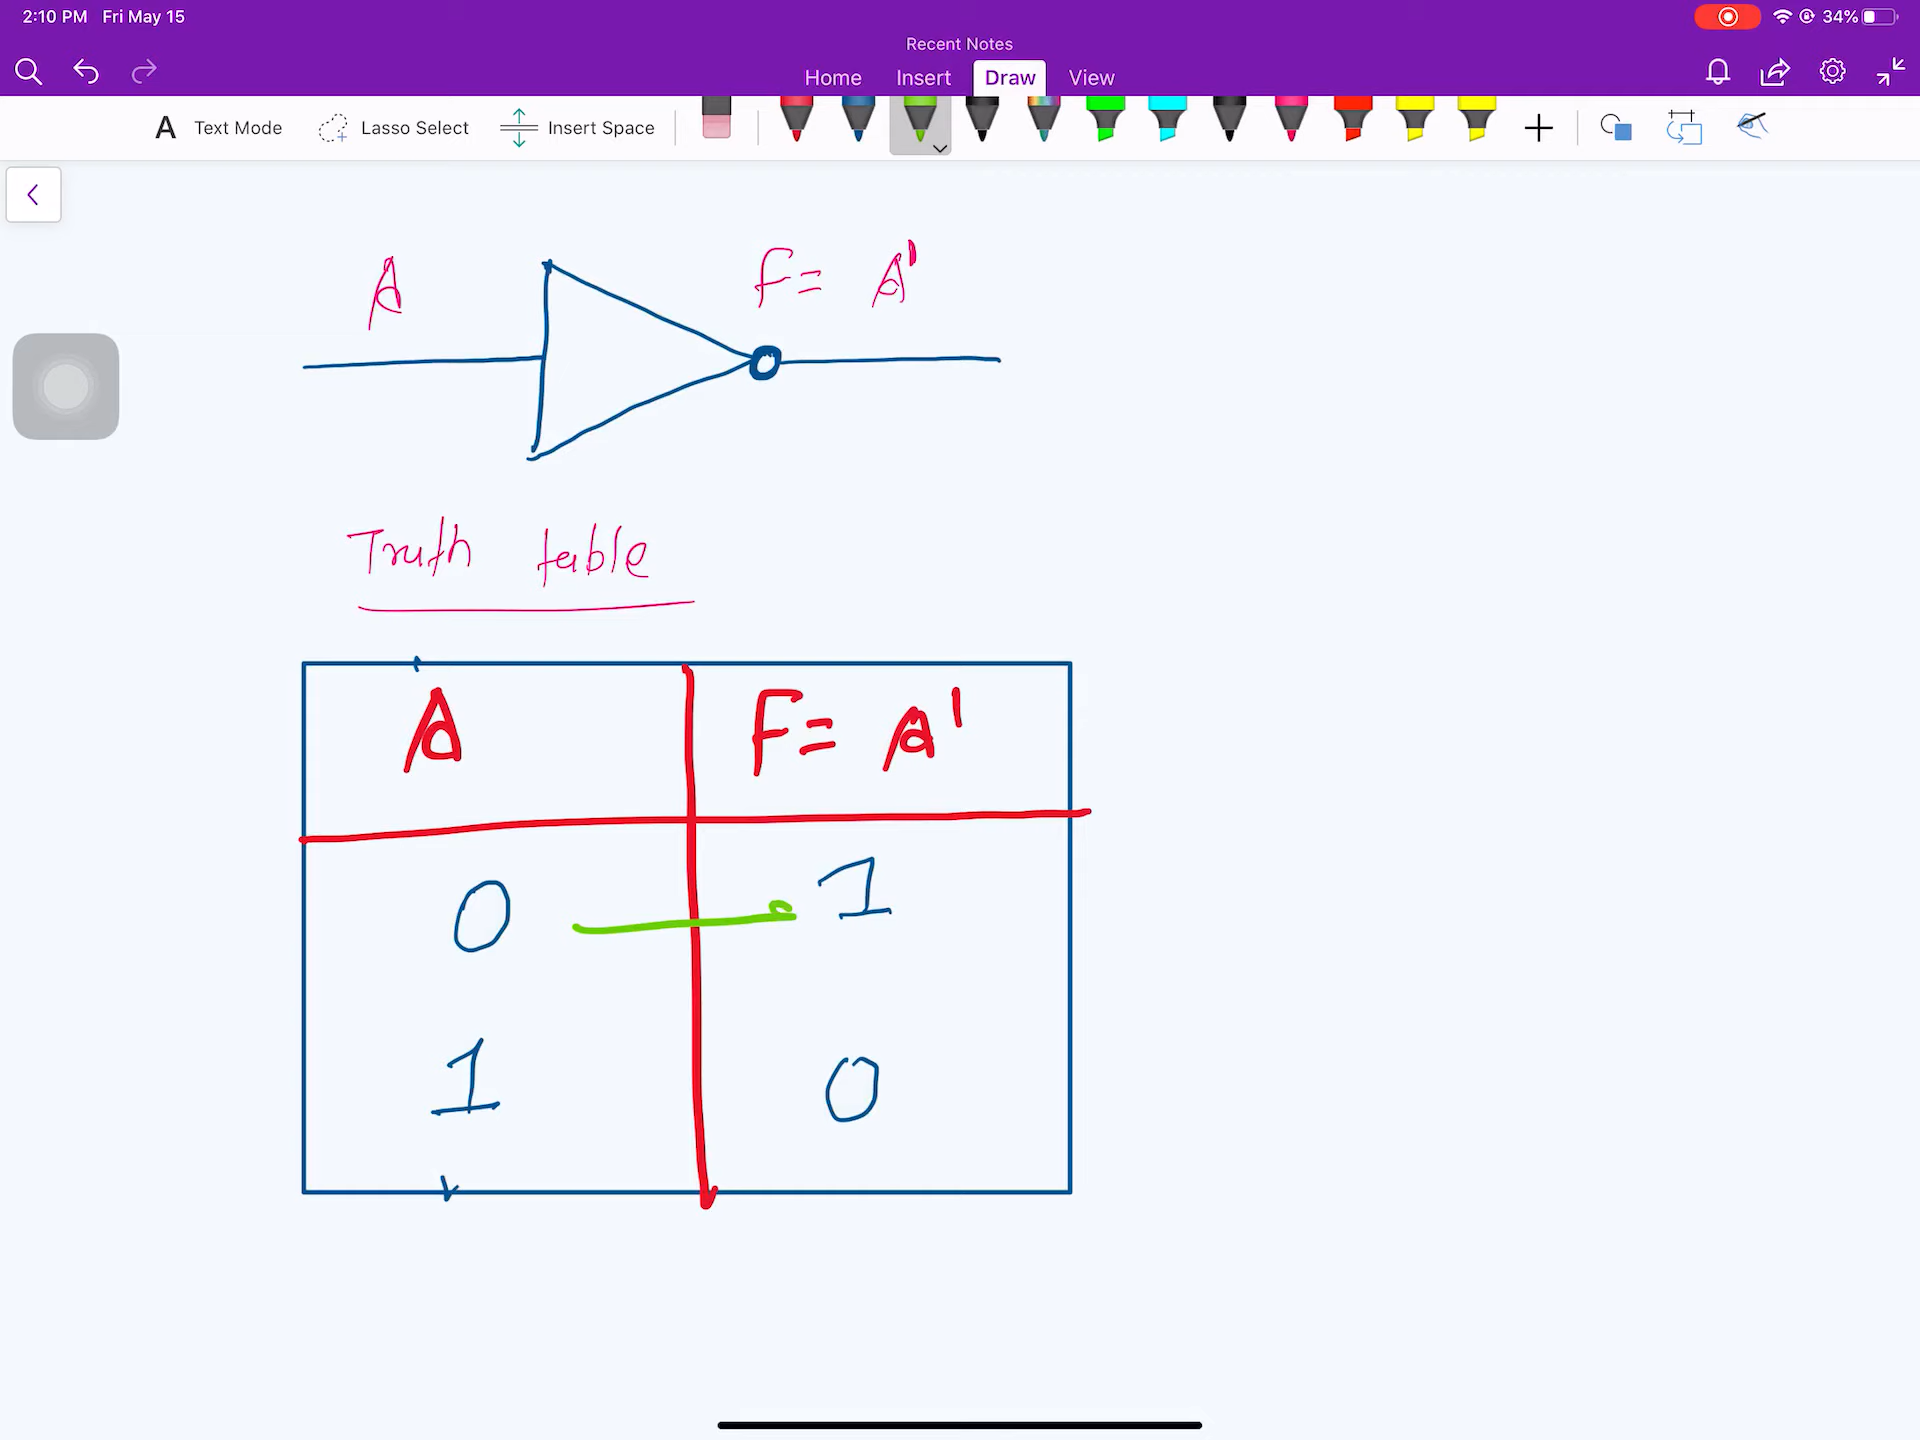 2:10 PM Fri May 15 34%
Recent Notes
Home Insert Draw View
A Text Mode Lasso Select Insert Space
A F= A'
Truth table
A F= A'
0 1
1 0